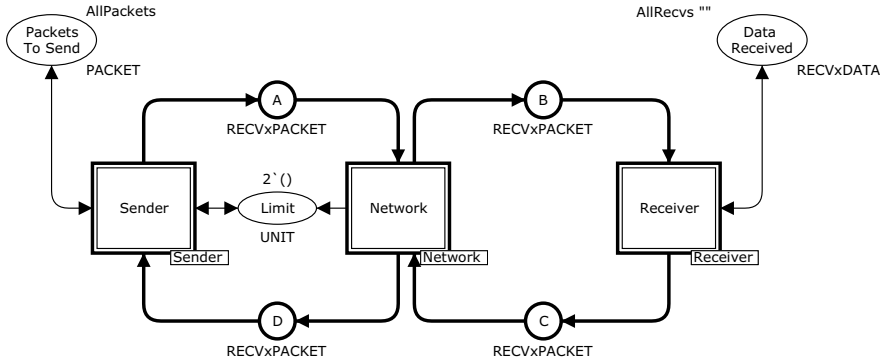 AllPackets
Packets
To Send
PACKET
AllRecvs ""
Data
Received
RECVxDATA
A
RECVxPACKET
B
RECVxPACKET
Sender
Sender
2`()
Limit
UNIT
Network
Network
Receiver
Receiver
D
RECVxPACKET
C
RECVxPACKET